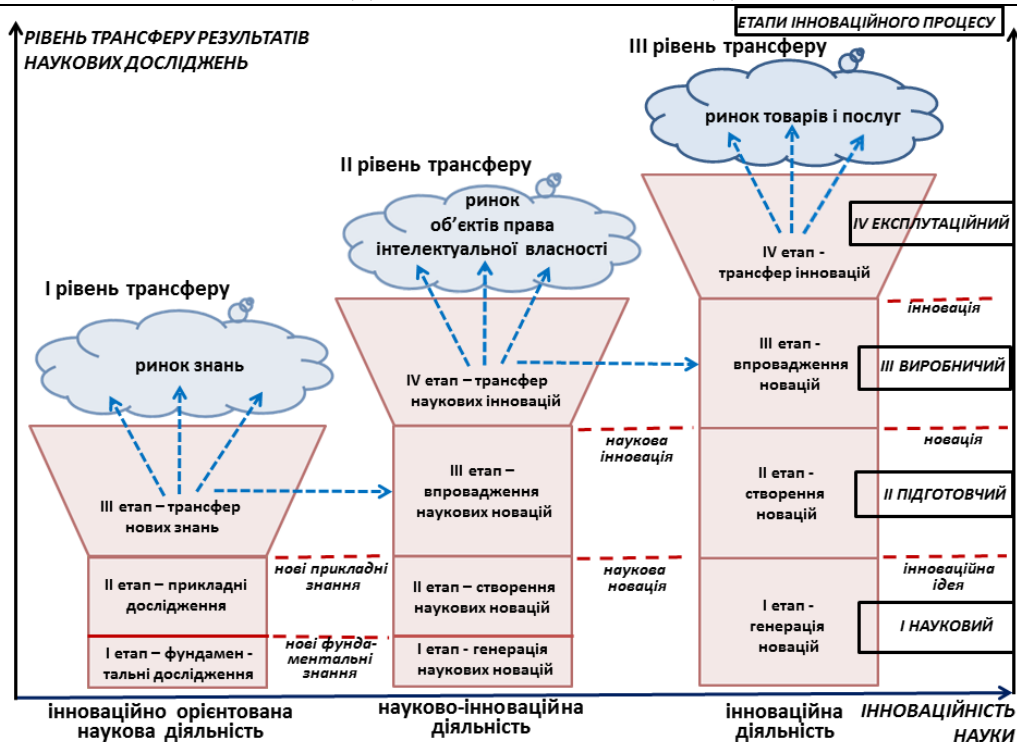 ЕТАПИ ІННОВАЦІЙНОГО ПРОЦЕСУ
РІВЕНЬ ТРАНСФЕРУ РЕЗУЛЬТАТІВ
НАУКОВИХ ДОСЛІДЖЕНЬ
ІІІ рівень трансферу
ринок товарів і послуг
ІІ рівень трансферу
ринок
об’єктів права
інтелектуальної власності
IV ЕКСПЛУТАЦІЙНИЙ
IV етап -
трансфер інновацій
І рівень трансферу
ринок знань
інновація
ІІІ етап -
впровадження
новацій
ІІІ ВИРОБНИЧИЙ
IV етап – трансфер
наукових інновацій
наукова
інновація
новація
ІІІ етап –
впровадження
наукових новацій
ІІ етап -
створення
новацій
ІІ ПІДГОТОВЧИЙ
ІІІ етап – трансфер
нових знань
нові прикладні
знання
наукова
новація
інноваційна
ідея
ІІ етап – прикладні
дослідження
ІІ етап – створення
наукових новацій
І етап -
генерація
новацій
І НАУКОВИЙ
нові фунда-
ментальні
знання
І етап – фундамен -
тальні дослідження
І етап - генерація
наукових новацій
інноваційно орієнтована
наукова діяльність
науково-інноваційна
діяльність
інноваційна
діяльність
ІННОВАЦІЙНІСТЬ
НАУКИ